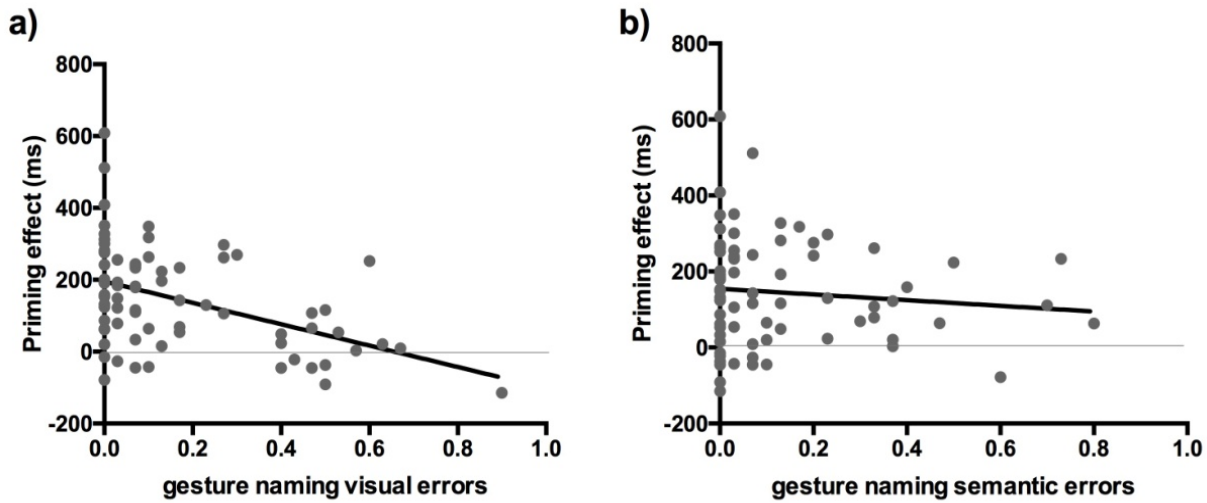 a)
800
600
400
200
0
-200
Priming effect (ms)
0.0 0.2 0.4 0.6 0.8 1.0
gesture naming visual errors
b)
800
600
400
200
0
-200
Priming effect (ms)
0.0 0.2 0.4 0.6 0.8 1.0
gesture naming semantic errors